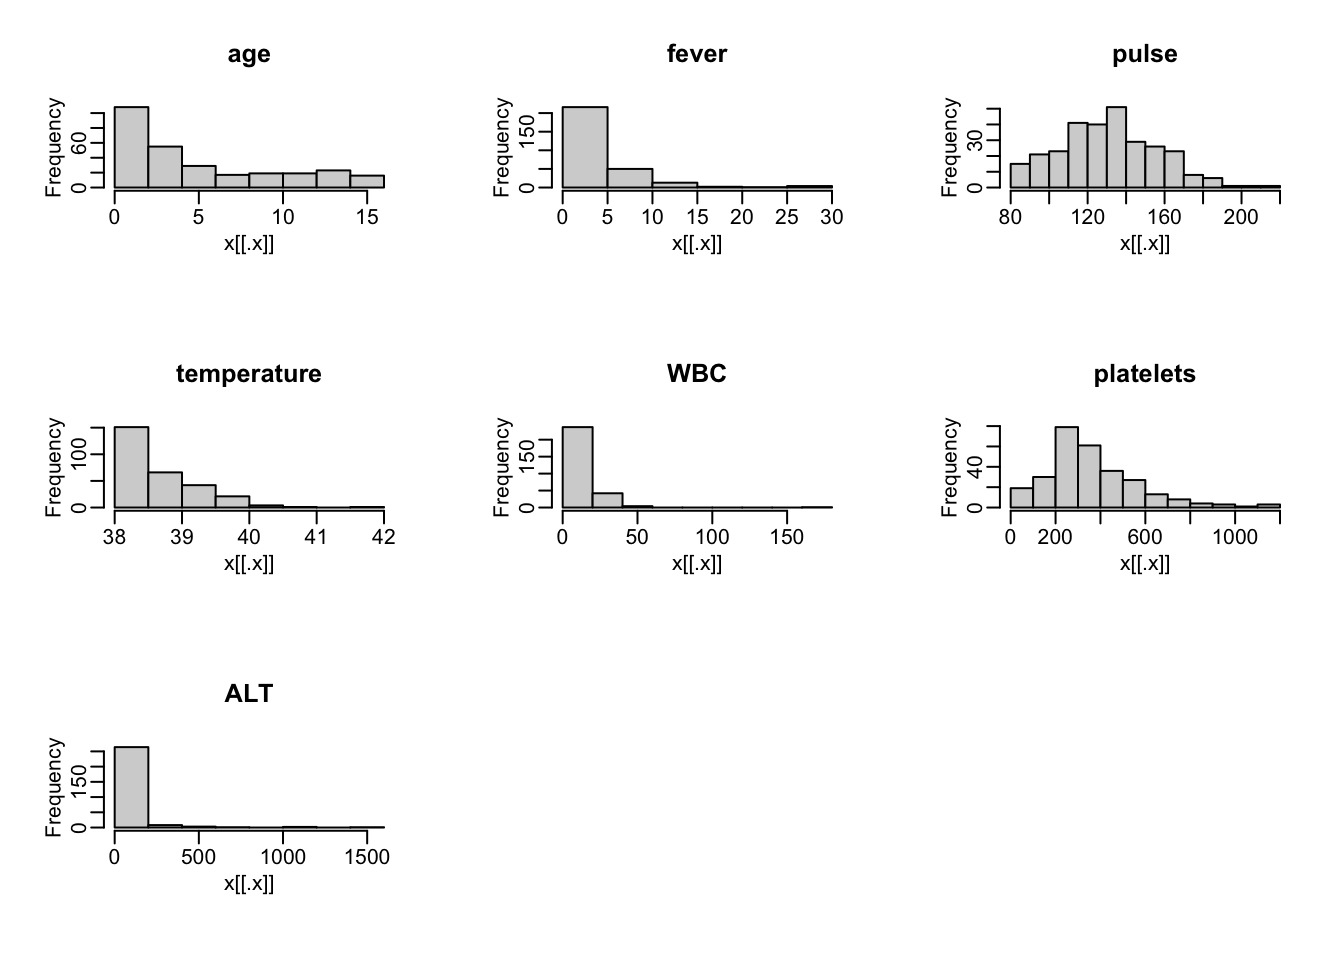 age
Frequency
0 60
0 5 10 15
x[[.x]]
fever
Frequency
0 150
0 5 10 15 20 25 30
x[[.x]]
pulse
Frequency
0 30
80 120 160 200
x[[.x]]
temperature
Frequency
0 100
38 39 40 41 42
x[[.x]]
WBC
Frequency
0 150
0 50 100 150
x[[.x]]
platelets
Frequency
0 40
0 200 600 1000
x[[.x]]
ALT
Frequency
0 150
0 500 1000 1500
x[[.x]]